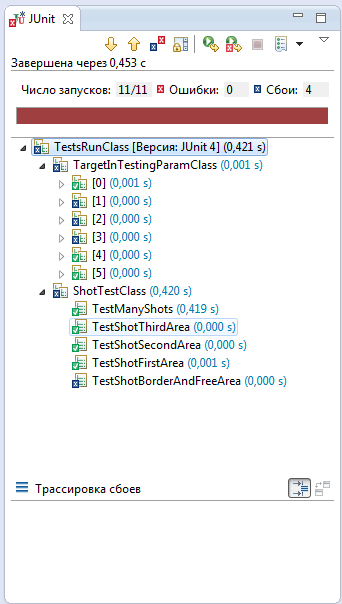 JUnit
Завершена через 0,453 с
Число запусков: 11/11 Ошибки: 0 Сбои: 4
TestsRunClass [Версия: JUnit 4] (0,421 s)
TargetInTestingParamClass (0,001 s)
[0] (0,001 s)
[1] (0,000 s)
[2] (0,000 s)
[3] (0,000 s)
[4] (0,000 s)
[5] (0,000 s)
ShotTestClass (0,420 s)
TestManyShots (0,419 s)
TestShotThirdArea (0,000 s)
TestShotSecondArea (0,000 s)
TestShotFirstArea (0,001 s)
TestShotBorderAndFreeArea (0,000 s)
Трассировка сбоев